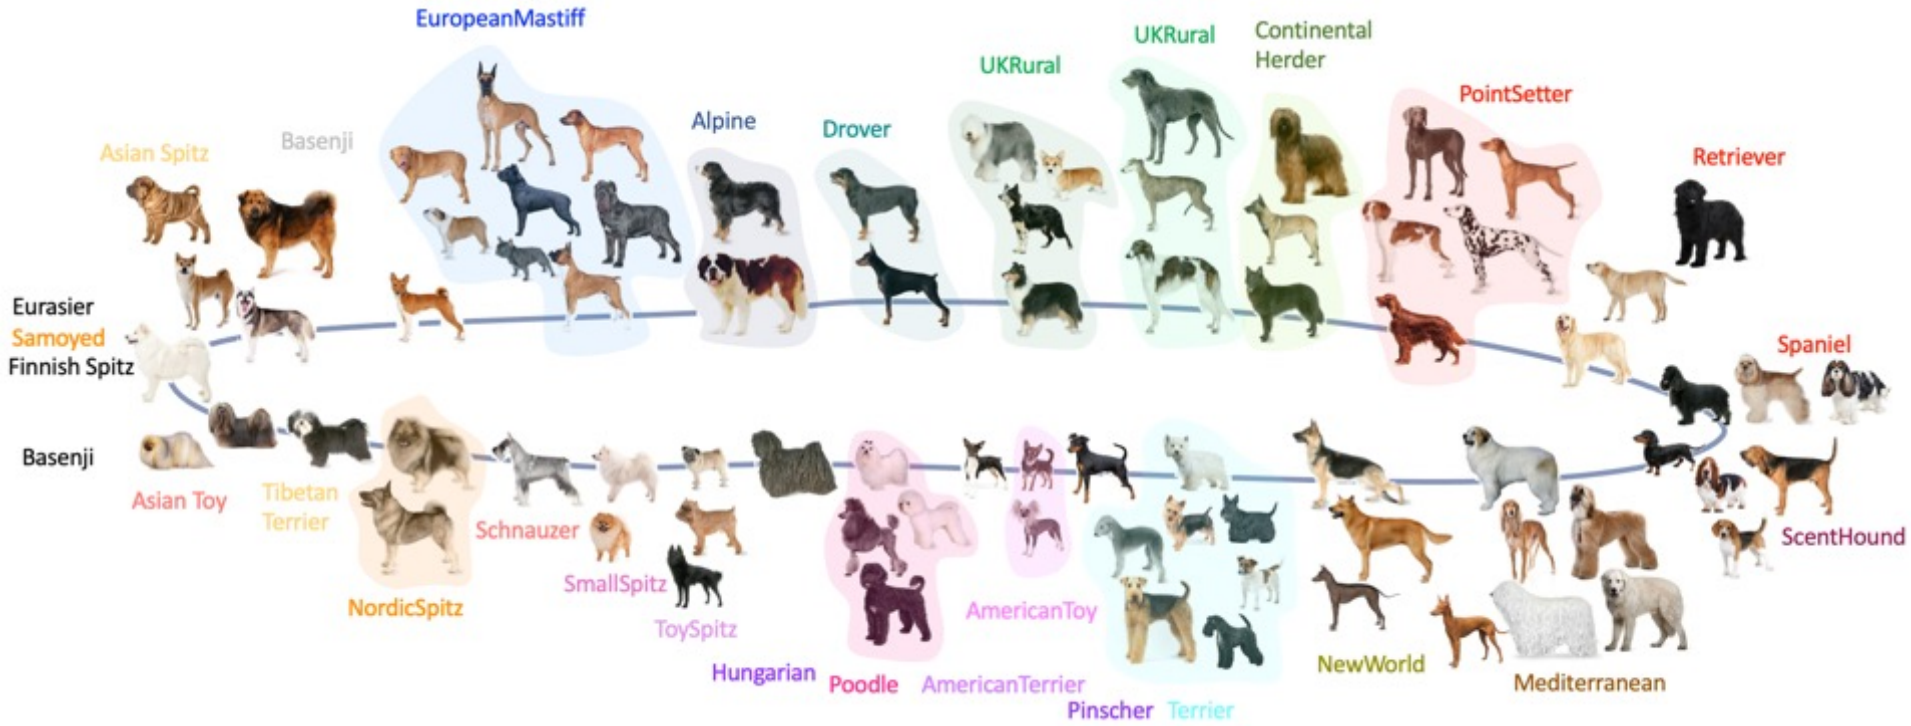 EuropeanMastiff
UKRural
Continental
Herder
UKRural
PointSetter
Alpine
Drover
Basenji
Asian Spitz
Retriever
Eurasier
Samoyed
Finnish Spitz
Spaniel
Basenji
Asian Toy
Tibetan
Terrier
Schnauzer
ScentHound
SmallSpitz
NordicSpitz
AmericanToy
ToySpitz
NewWorld
Hungarian
Poodle
AmericanTerrier
Mediterranean
Pinscher
Terrier